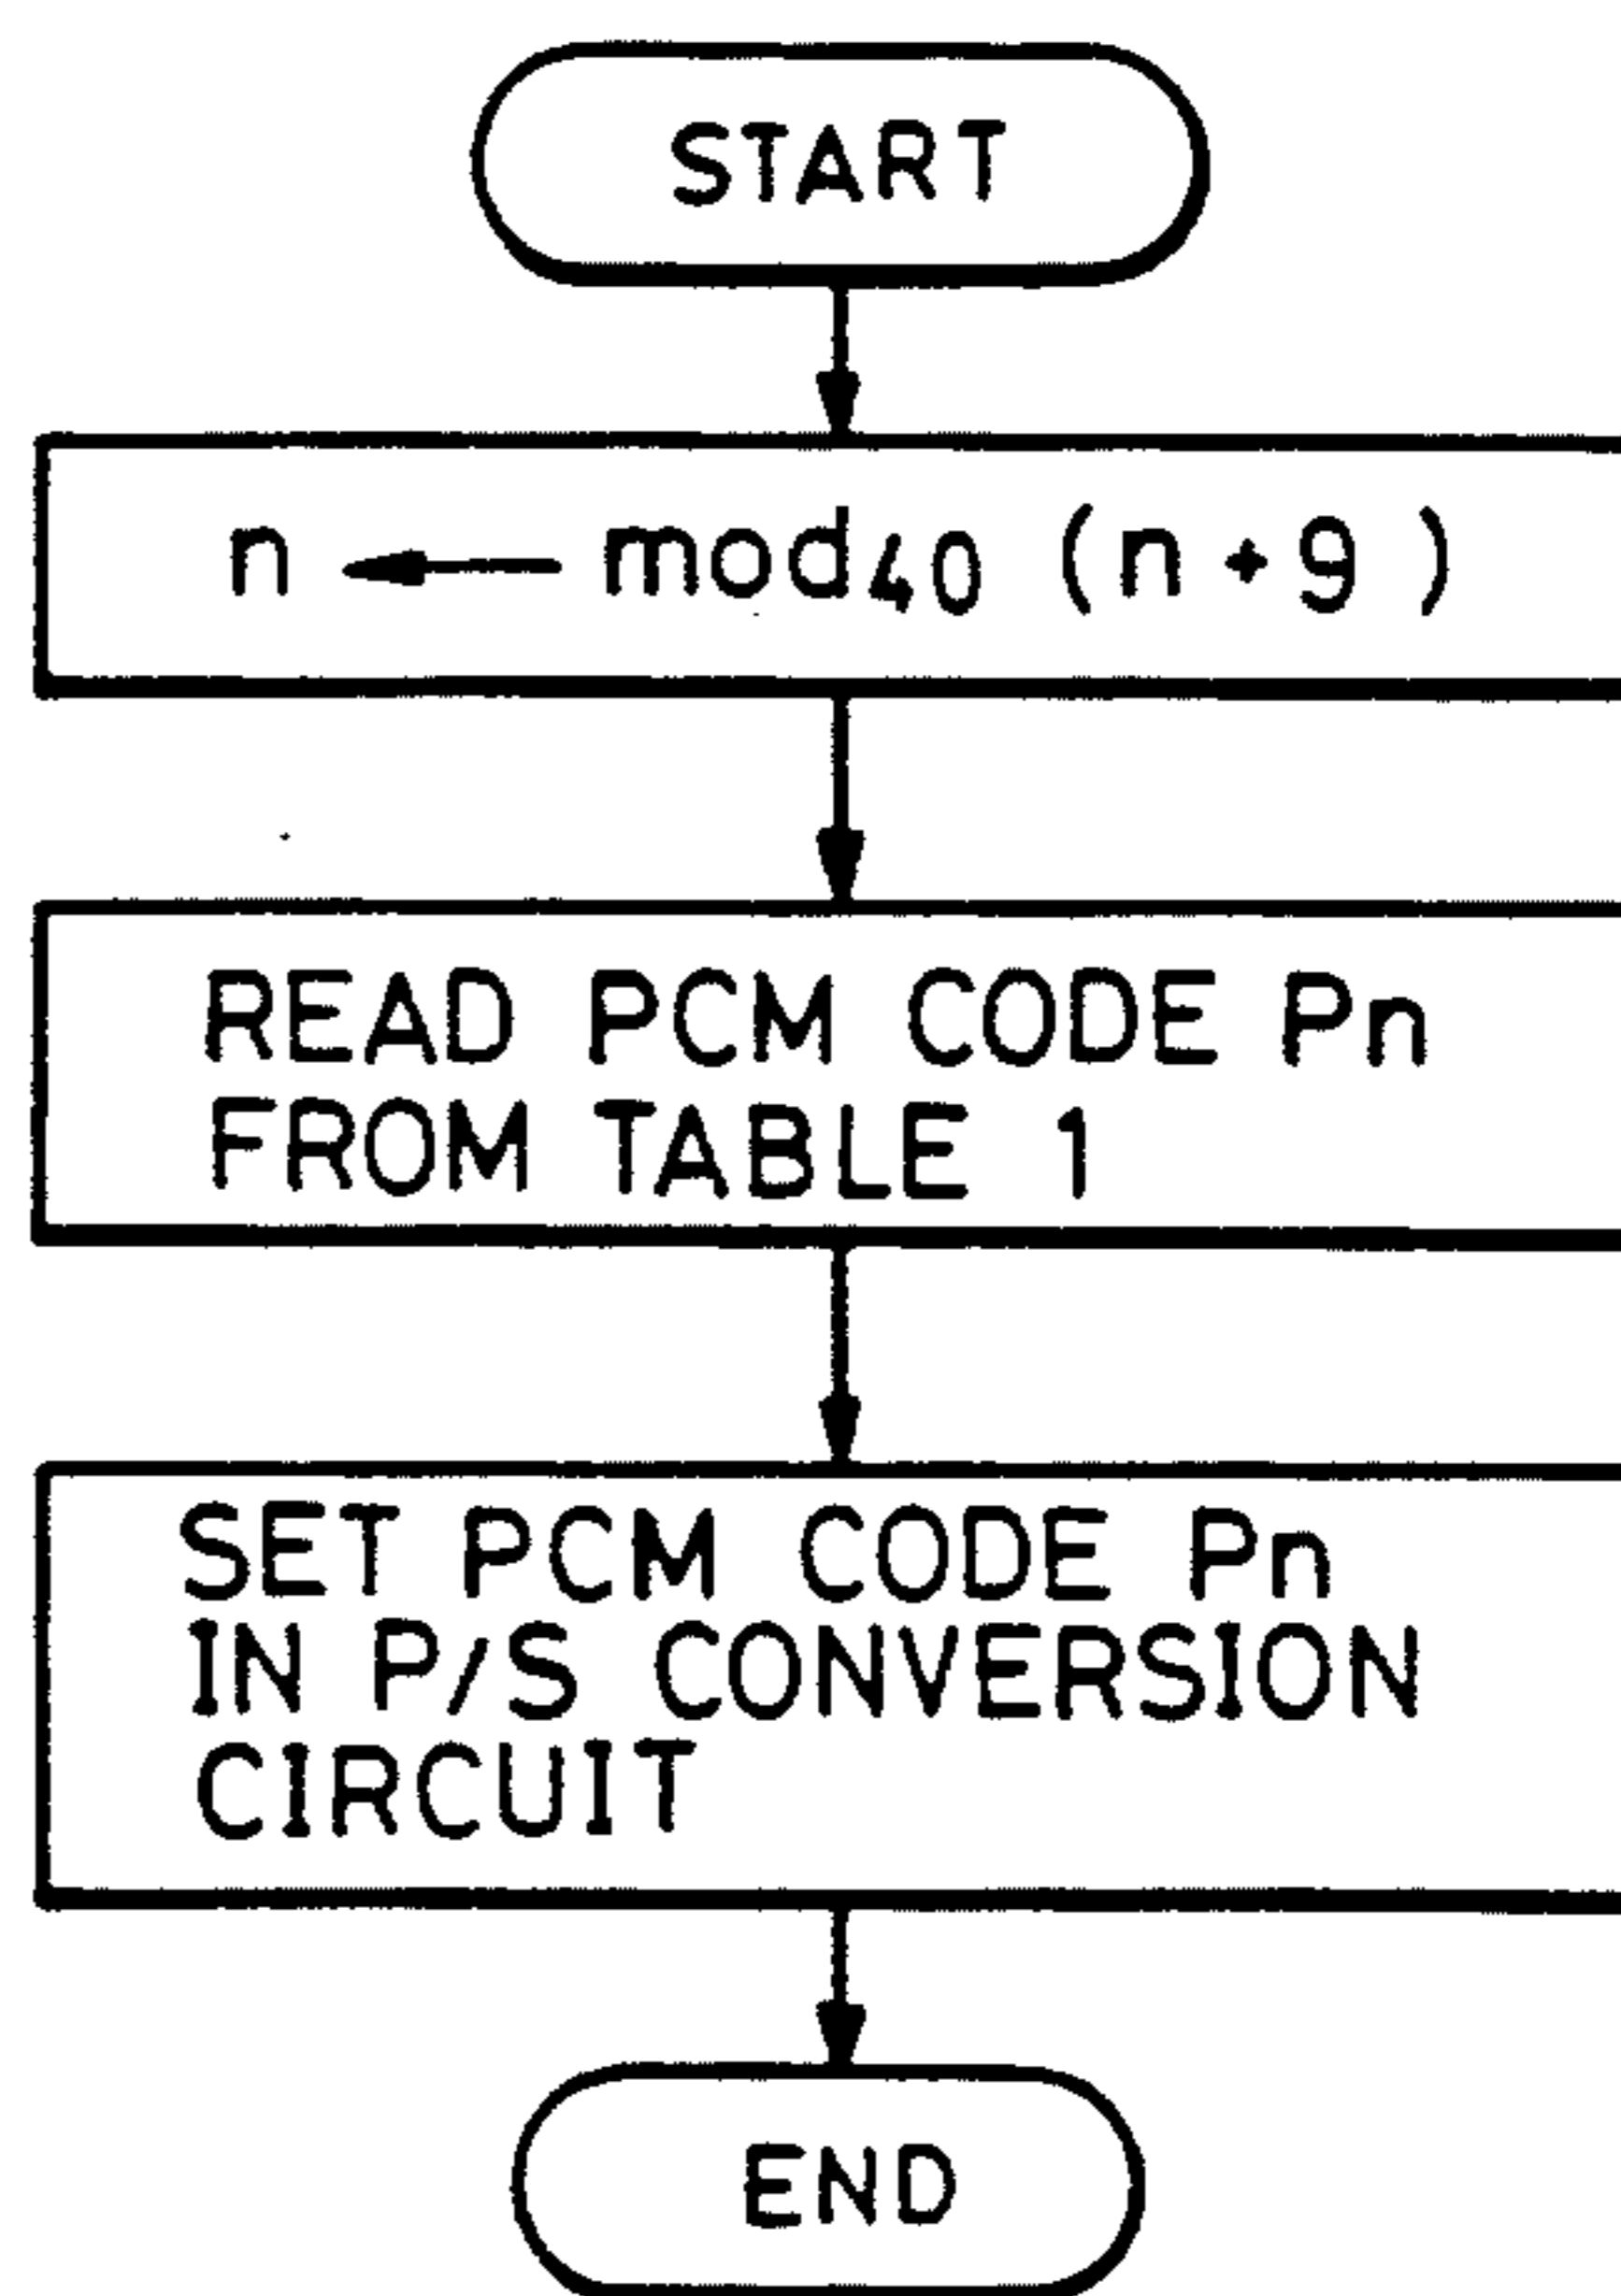 START
n ← mod₄₀ (n + 9)
READ PCM CODE Pn
FROM TABLE 1
SET PCM CODE Pn
IN P/S CONVERSION
CIRCUIT
END